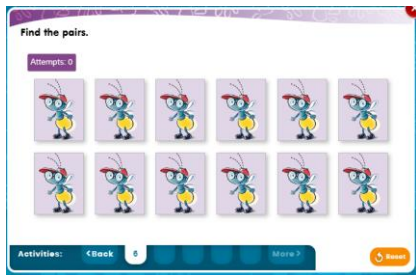 Find the pairs.
Attempts: 0
Activities: <Back 6 More> Reset